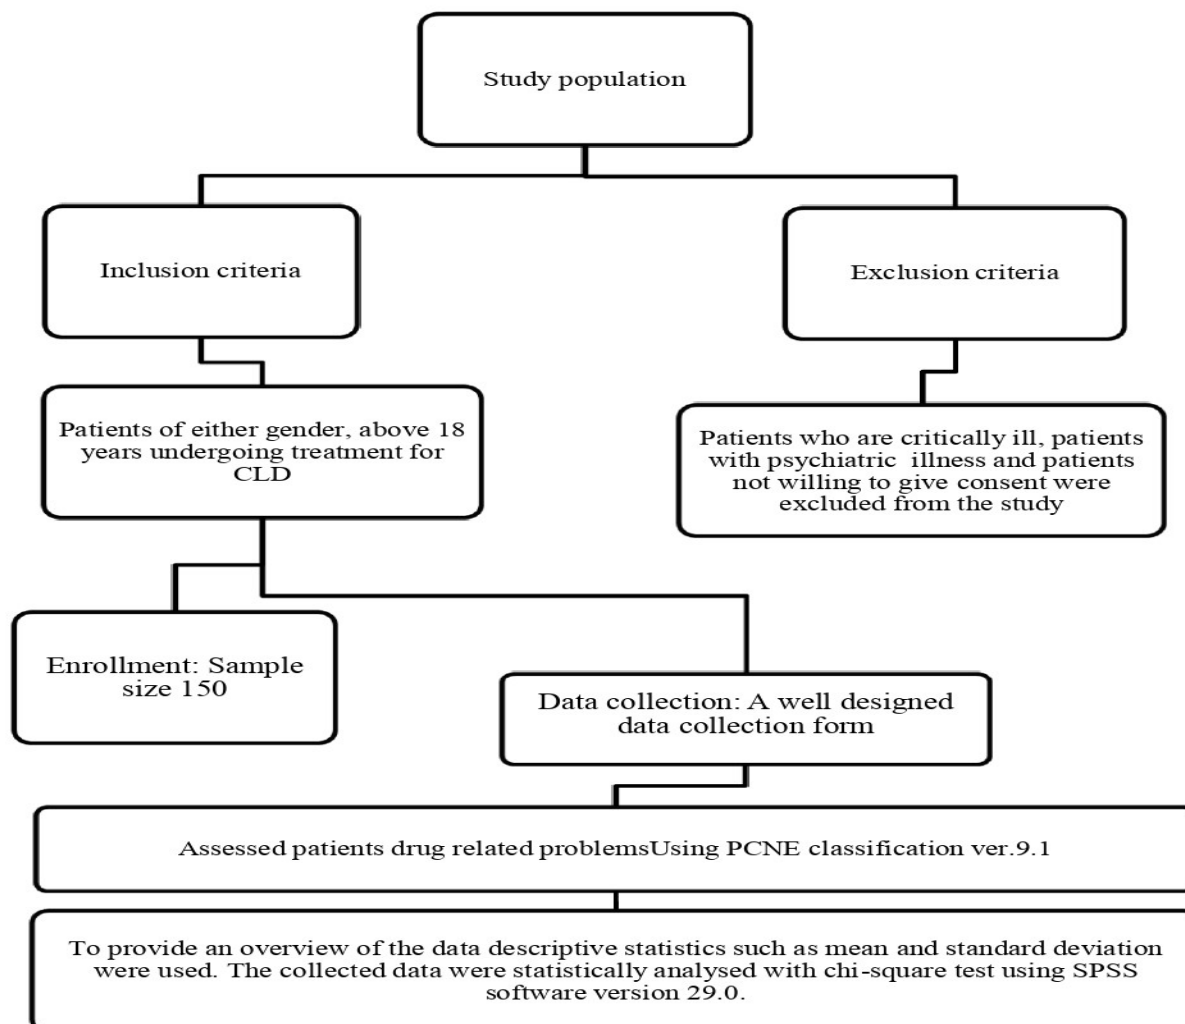 Study population
Inclusion criteria
Exclusion criteria
Patients of either gender, above 18
years undergoing treatment for
CLD
Patients who are critically ill, patients
with psychiatric illness and patients
not willing to give consent were
excluded from the study
Enrollment: Sample
size 150
Data collection: A well designed
data collection form
Assessed patients drug related problemsUsing PCNE classification ver.9.1
To provide an overview of the data descriptive statistics such as mean and standard deviation
were used. The collected data were statistically analysed with chi-square test using SPSS
software version 29.0.